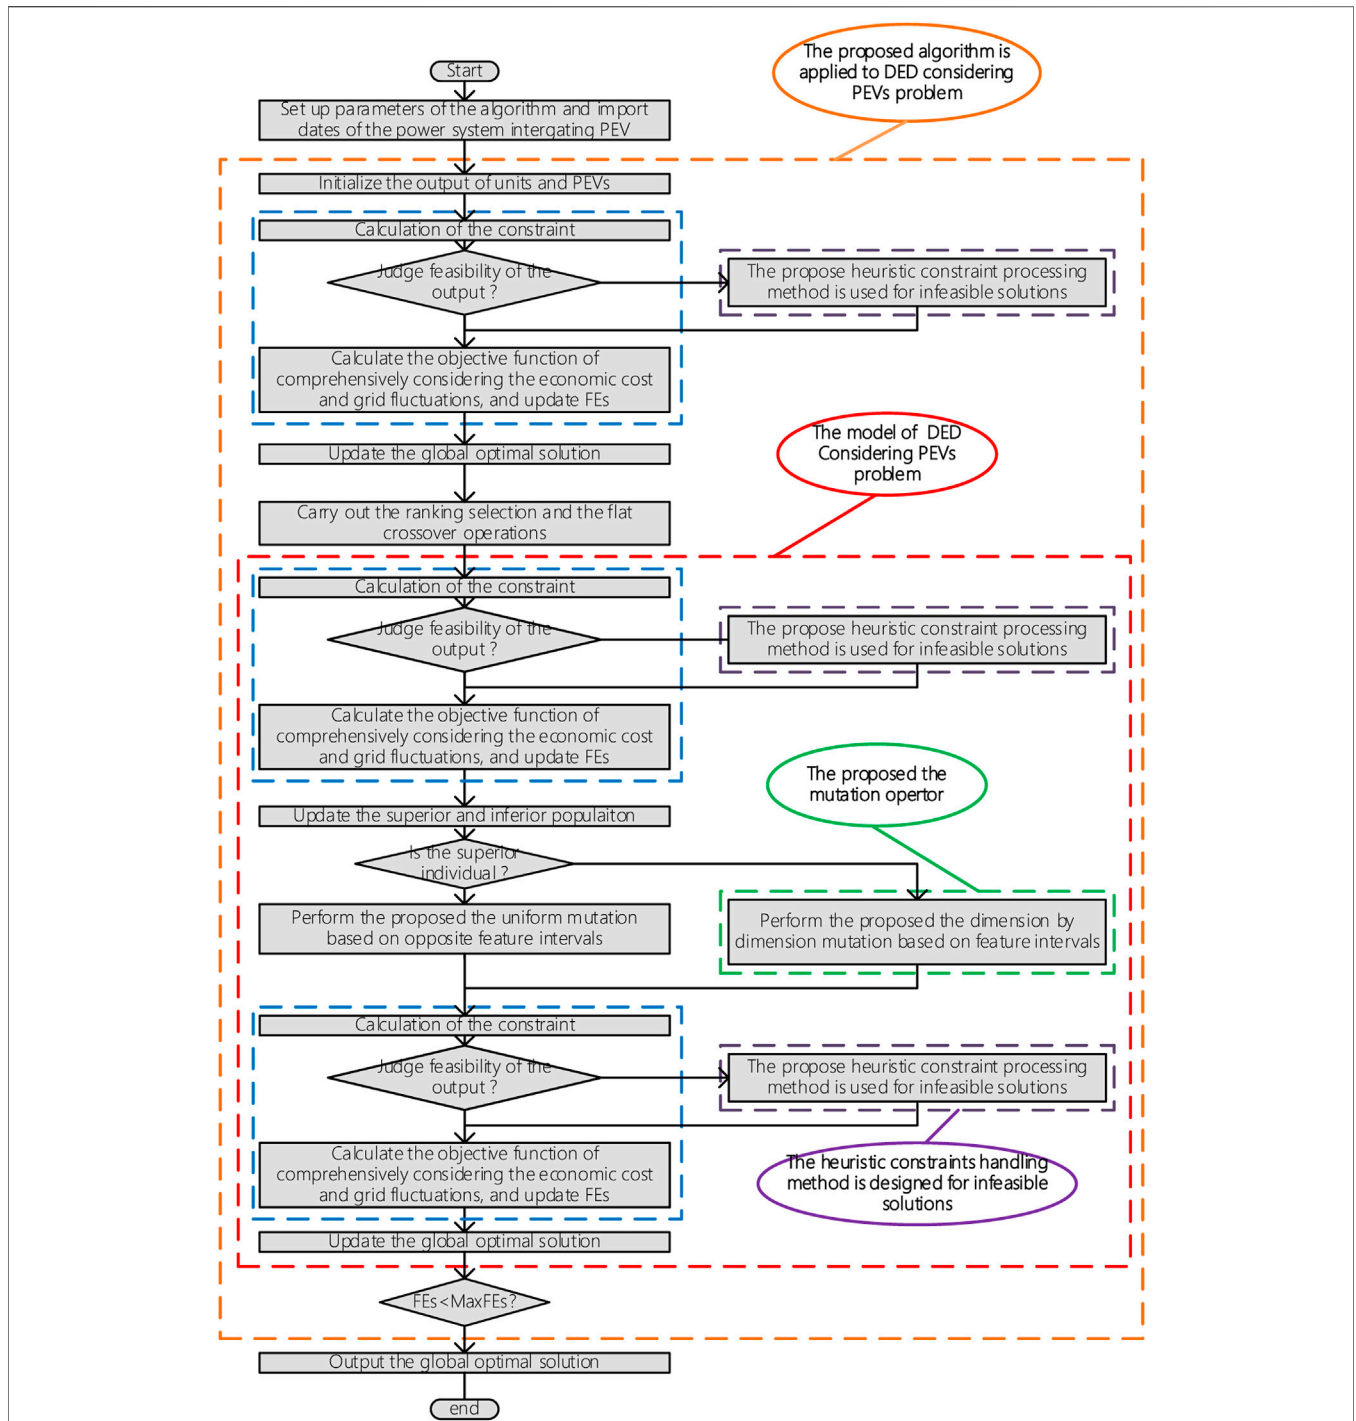 The proposed algorithm is
applied to DED considering
PEVs problem
Start
Set up parameters of the algorithm and import
dates of the power system intergating PEV
Initialize the output of units and PEVs
Calculation of the constraint
Judge feasibility of the
output ?
The propose heuristic constraint processing
method is used for infeasible solutions
Calculate the objective function of
comprehensively considering the economic cost
and grid fluctuations, and update FEs
Update the global optimal solution
The model of DED
Considering PEVs
problem
Carry out the ranking selection and the flat
crossover operations
Calculation of the constraint
Judge feasibility of the
output ?
The propose heuristic constraint processing
method is used for infeasible solutions
Calculate the objective function of
comprehensively considering the economic cost
and grid fluctuations, and update FEs
The proposed the
mutation opertor
Update the superior and inferior populaiton
Is the superior
individual ?
Perform the proposed the uniform mutation
based on opposite feature intervals
Perform the proposed the dimension by
dimension mutation based on feature intervals
Calculation of the constraint
Judge feasibility of the
output ?
The propose heuristic constraint processing
method is used for infeasible solutions
Calculate the objective function of
comprehensively considering the economic cost
and grid fluctuations, and update FEs
The heuristic constraints handling
method is designed for infeasible
solutions
Update the global optimal solution
FEs<MaxFEs?
Output the global optimal solution
end